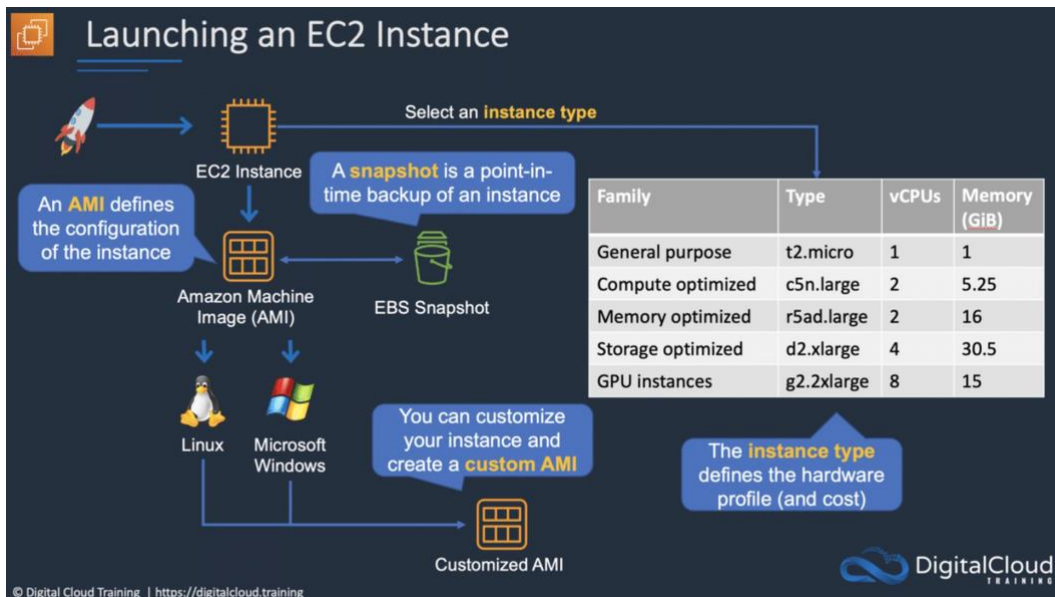 Launching an EC2 Instance
Select an instance type
EC2 Instance
A snapshot is a point-in-
time backup of an instance
An AMI defines
the configuration
of the instance
Amazon Machine
Image (AMI)
EBS Snapshot
Family Type vCPUs Memory
(GiB)
General purpose t2.micro 1 1
Compute optimized c5n.large 2 5.25
Memory optimized r5ad.large 2 16
Storage optimized d2.xlarge 4 30.5
GPU instances g2.2xlarge 8 15
Linux
Microsoft
Windows
You can customize
your instance and
create a custom AMI
The instance type
defines the hardware
profile (and cost)
Customized AMI
DigitalCloud
TRAINING
© Digital Cloud Training | https://digitalcloud.training